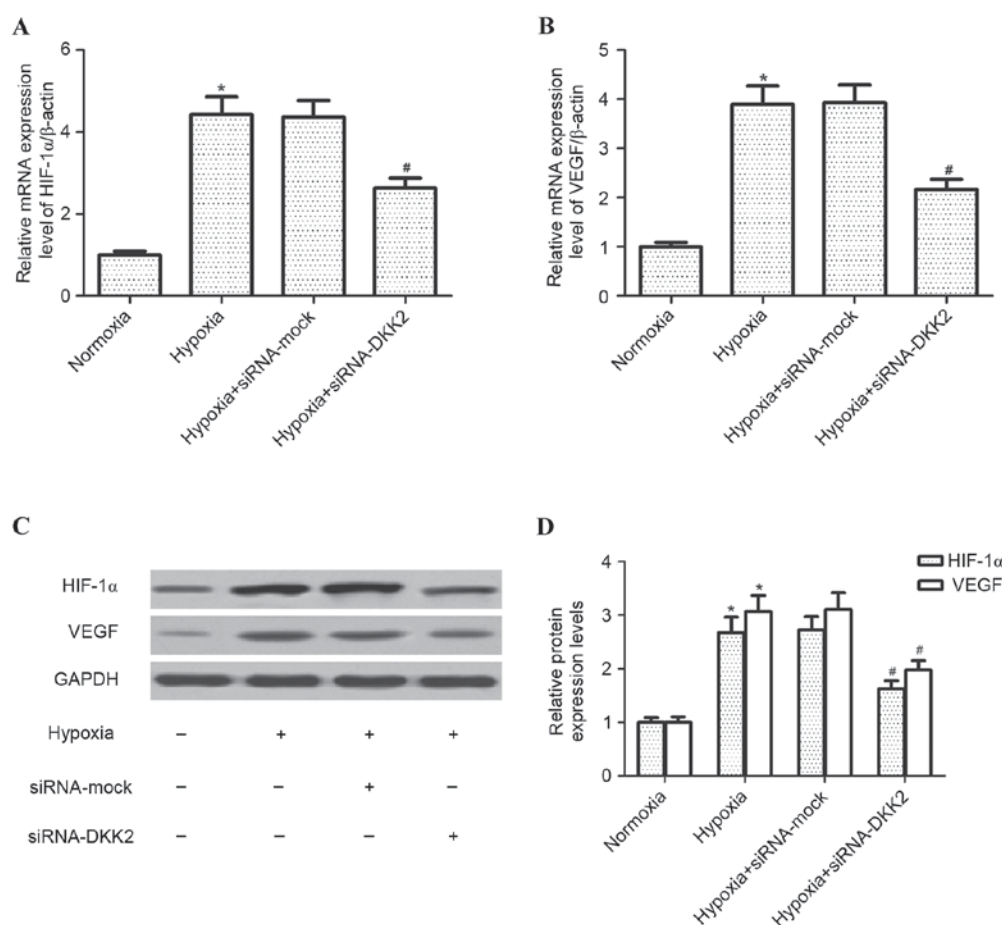 A
Relative mRNA expression
level of HIF-1α/β-actin
6
4
2
0
*
#
Normoxia
Hypoxia
Hypoxia+siRNA-mock
Hypoxia+siRNA-DKK2
B
Relative mRNA expression
level of VEGF/β-actin
5
4
3
2
1
0
*
#
Normoxia
Hypoxia
Hypoxia+siRNA-mock
Hypoxia+siRNA-DKK2
C
HIF-1α
VEGF
GAPDH
Hypoxia – + + +
siRNA-mock – – + –
siRNA-DKK2 – – – +
D
Relative protein
expression levels
4
3
2
1
0
HIF-1α
VEGF
* *
# #
Normoxia
Hypoxia
Hypoxia+siRNA-mock
Hypoxia+siRNA-DKK2